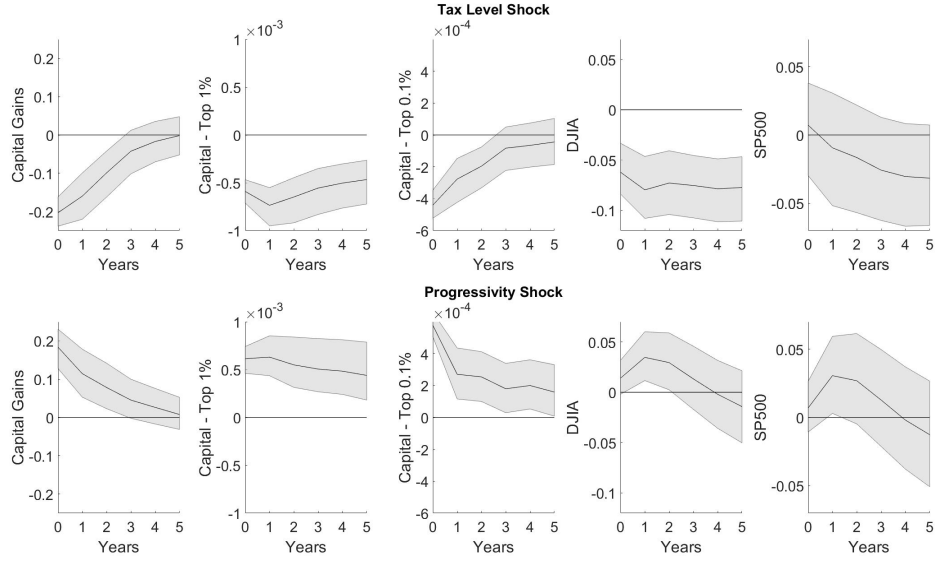 Tax Level Shock
×10⁻³
×10⁻⁴
Capital Gains
0.2
0.1
0
-0.1
-0.2
0 1 2 3 4 5
Years
Capital - Top 1%
1
0.5
0
-0.5
-1
0 1 2 3 4 5
Years
Capital - Top 0.1%
4
2
0
-2
-4
-6
0 1 2 3 4 5
Years
DJIA
0.05
0
-0.05
-0.1
0 1 2 3 4 5
Years
SP500
0.05
0
-0.05
0 1 2 3 4 5
Years
Progressivity Shock
×10⁻³
×10⁻⁴
Capital Gains
0.2
0.1
0
-0.1
-0.2
0 1 2 3 4 5
Years
Capital - Top 1%
1
0.5
0
-0.5
-1
0 1 2 3 4 5
Years
Capital - Top 0.1%
4
2
0
-2
-4
-6
0 1 2 3 4 5
Years
DJIA
0.05
0
-0.05
-0.1
0 1 2 3 4 5
Years
SP500
0.05
0
-0.05
0 1 2 3 4 5
Years